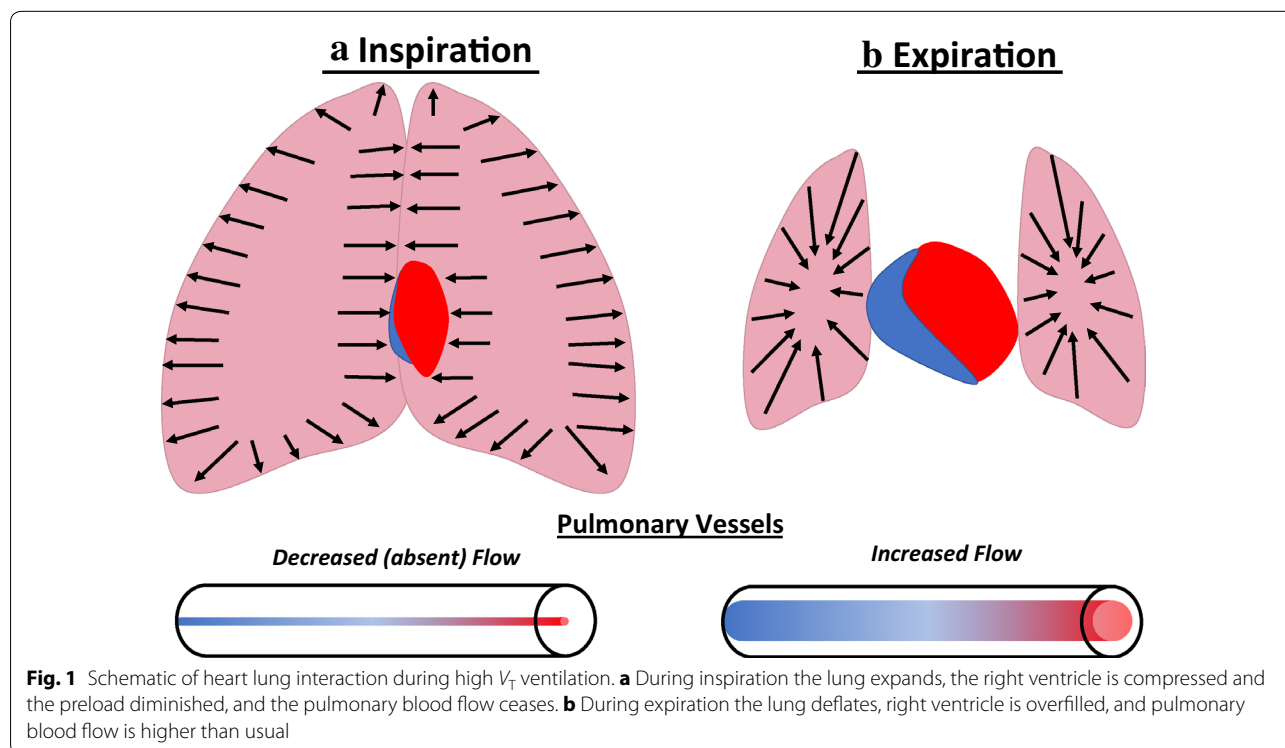 a Inspiration
b Expiration
Pulmonary Vessels
Decreased (absent) Flow
Increased Flow
Fig. 1 Schematic of heart lung interaction during high VT ventilation. a During inspiration the lung expands, the right ventricle is compressed and
the preload diminished, and the pulmonary blood flow ceases. b During expiration the lung deflates, right ventricle is overfilled, and pulmonary
blood flow is higher than usual